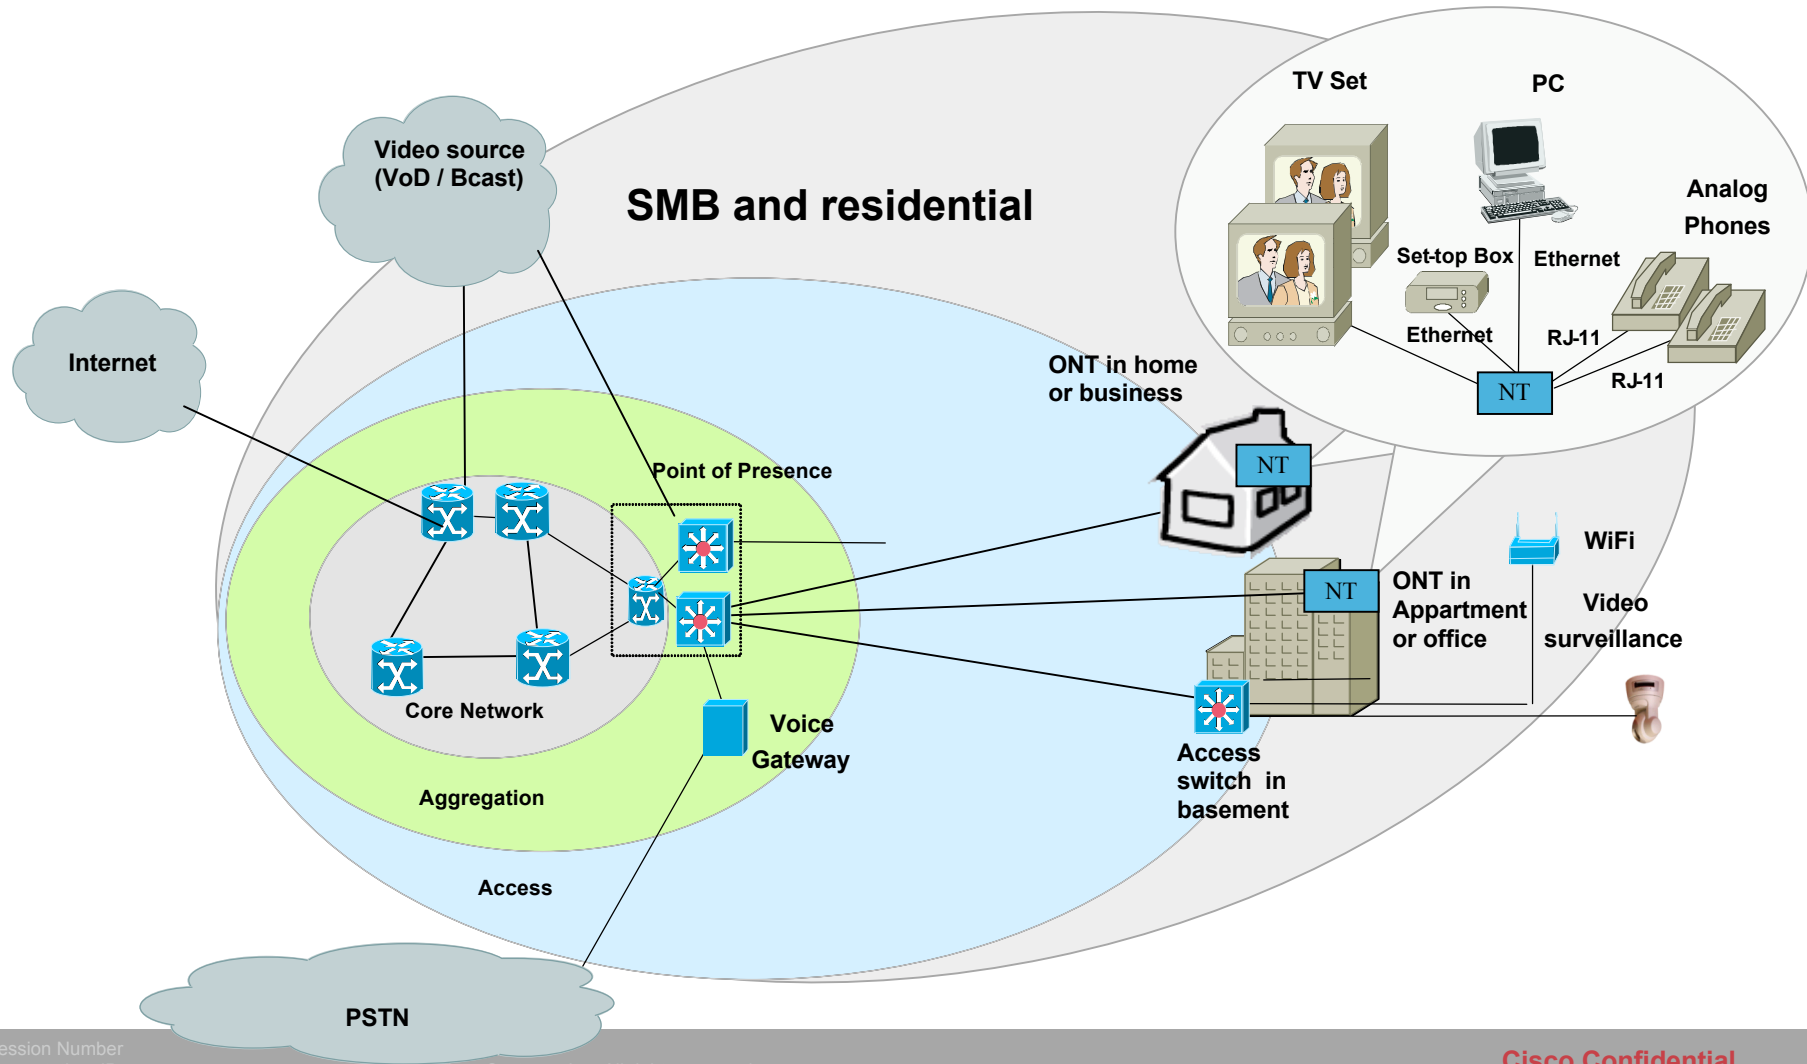 TV Set
PC
Video source
(VoD / Bcast)
SMB and residential
Analog
Phones
Set-top Box
Ethernet
Ethernet
RJ-11
RJ-11
NT
Internet
ONT in home
or business
NT
Point of Presence
WiFi
ONT in
Appartment
or office
NT
Video
surveillance
Core Network
Voice
Gateway
Access
switch in
basement
Aggregation
Access
PSTN
ession Number
Cisco Confidential